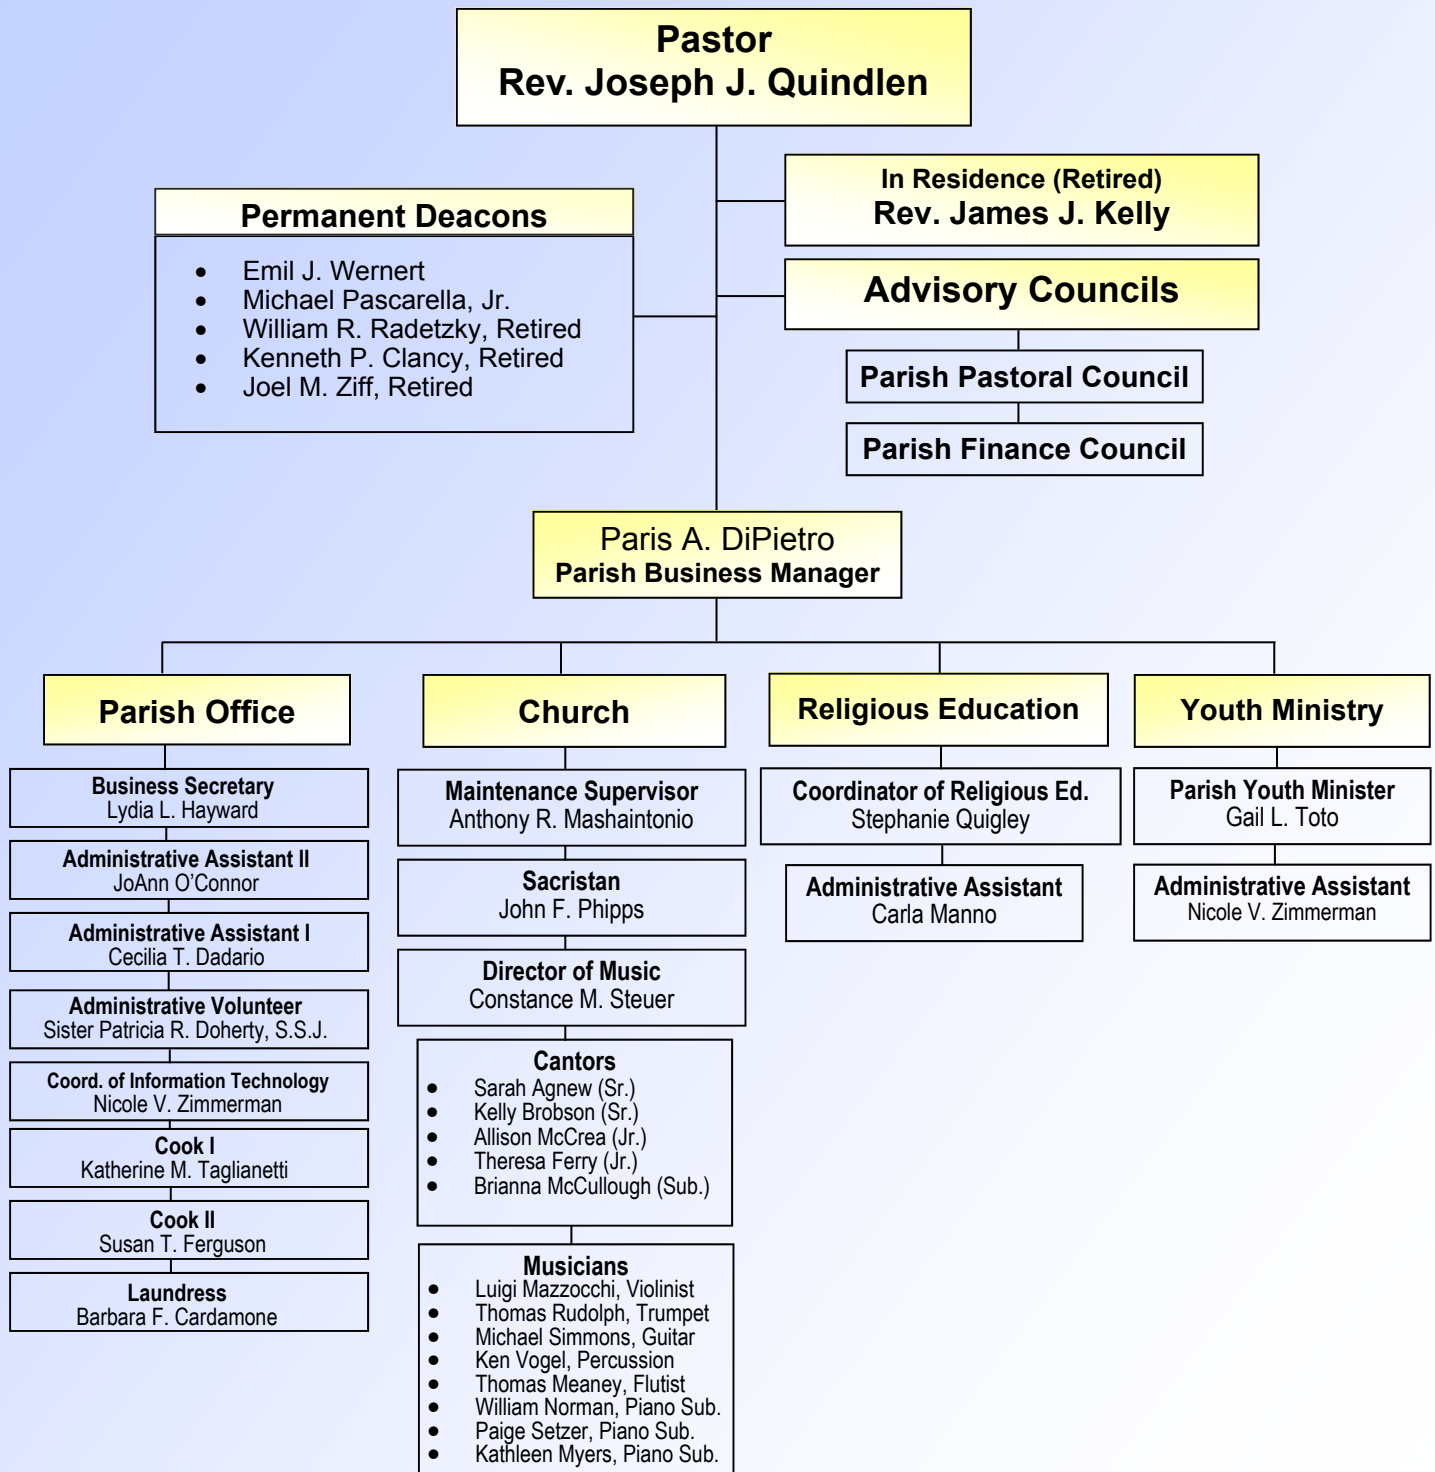 Pastor
Rev. Joseph J. Quindlen
In Residence (Retired)
Rev. James J. Kelly
Permanent Deacons
• Emil J. Wernert
• Michael Pascarella, Jr.
• William R. Radetzky, Retired
• Kenneth P. Clancy, Retired
• Joel M. Ziff, Retired
Advisory Councils
Parish Pastoral Council
Parish Finance Council
Paris A. DiPietro
Parish Business Manager
Parish Office
Business Secretary
Lydia L. Hayward
Administrative Assistant II
JoAnn O’Connor
Administrative Assistant I
Cecilia T. Dadario
Administrative Volunteer
Sister Patricia R. Doherty, S.S.J.
Coord. of Information Technology
Nicole V. Zimmerman
Cook I
Katherine M. Taglianetti
Cook II
Susan T. Ferguson
Laundress
Barbara F. Cardamone
Church
Maintenance Supervisor
Anthony R. Mashaintonio
Sacristan
John F. Phipps
Director of Music
Constance M. Steuer
Cantors
• Sarah Agnew (Sr.)
• Kelly Brobson (Sr.)
• Allison McCrea (Jr.)
• Theresa Ferry (Jr.)
• Brianna McCullough (Sub.)
Musicians
• Luigi Mazzocchi, Violinist
• Thomas Rudolph, Trumpet
• Michael Simmons, Guitar
• Ken Vogel, Percussion
• Thomas Meaney, Flutist
• William Norman, Piano Sub.
• Paige Setzer, Piano Sub.
• Kathleen Myers, Piano Sub.
Religious Education
Coordinator of Religious Ed.
Stephanie Quigley
Administrative Assistant
Carla Manno
Youth Ministry
Parish Youth Minister
Gail L. Toto
Administrative Assistant
Nicole V. Zimmerman